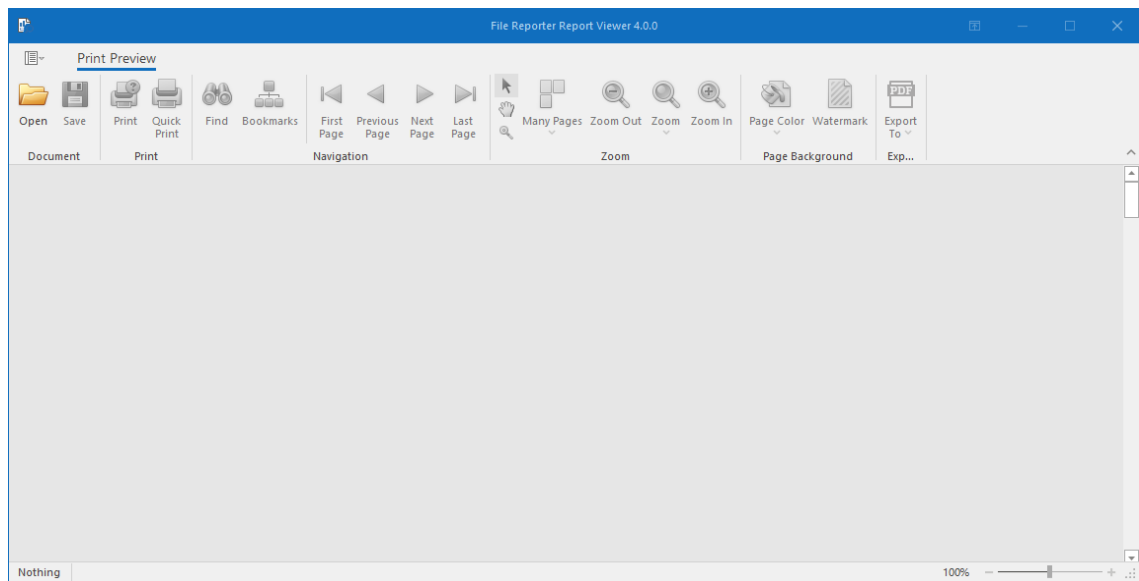 File Reporter Report Viewer 4.0.0
Print Preview
Open Save Print Quick Print Find Bookmarks First Page Previous Page Next Page Last Page Many Pages Zoom Out Zoom Zoom In Page Color Watermark PDF Export To
Document Print Navigation Zoom Page Background Exp...
Nothing 100%